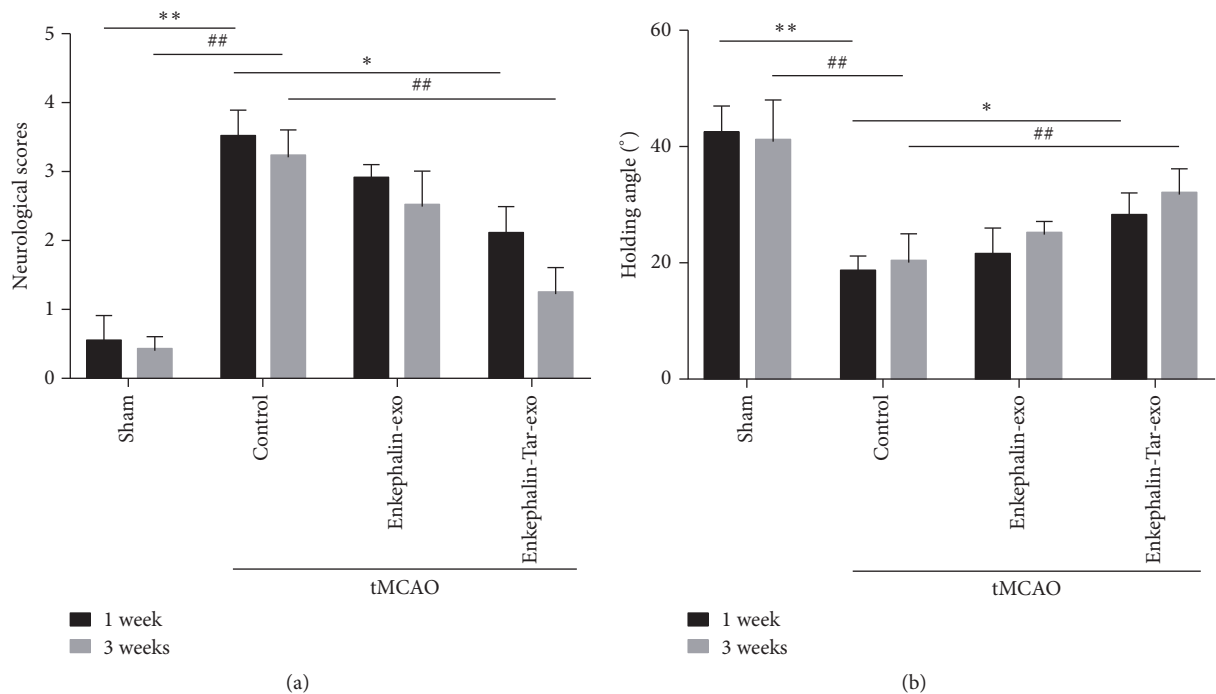 **
##
*
##
5
4
3
2
1
0
Neurological scores
Sham
Control
Enkephalin-exo
Enkephalin-Tar-exo
tMCAO
1 week
3 weeks
(a)
**
##
*
##
60
40
20
0
Holding angle (°)
Sham
Control
Enkephalin-exo
Enkephalin-Tar-exo
tMCAO
1 week
3 weeks
(b)